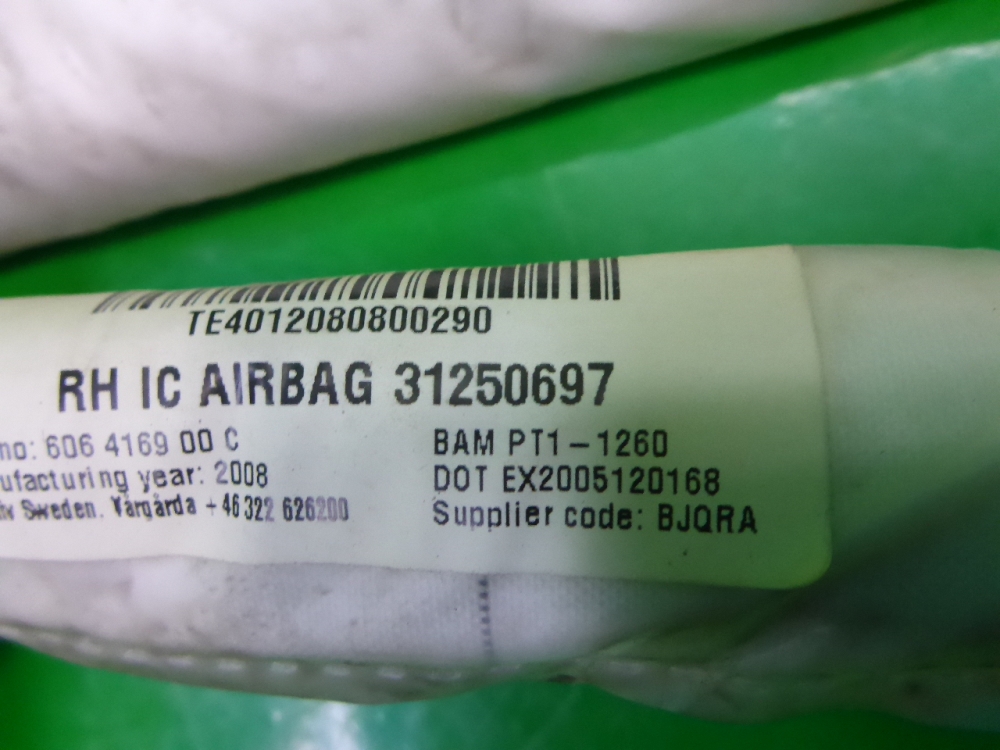 TE4012080800290
RH IC AIRBAG 31250697
no: 606 4169 00 C
BAM PT1-1260
ufacturing year: 2008
DOT EX2005120168
Sweden. Vårgårda +46 322 626200
Supplier code: BJQRA